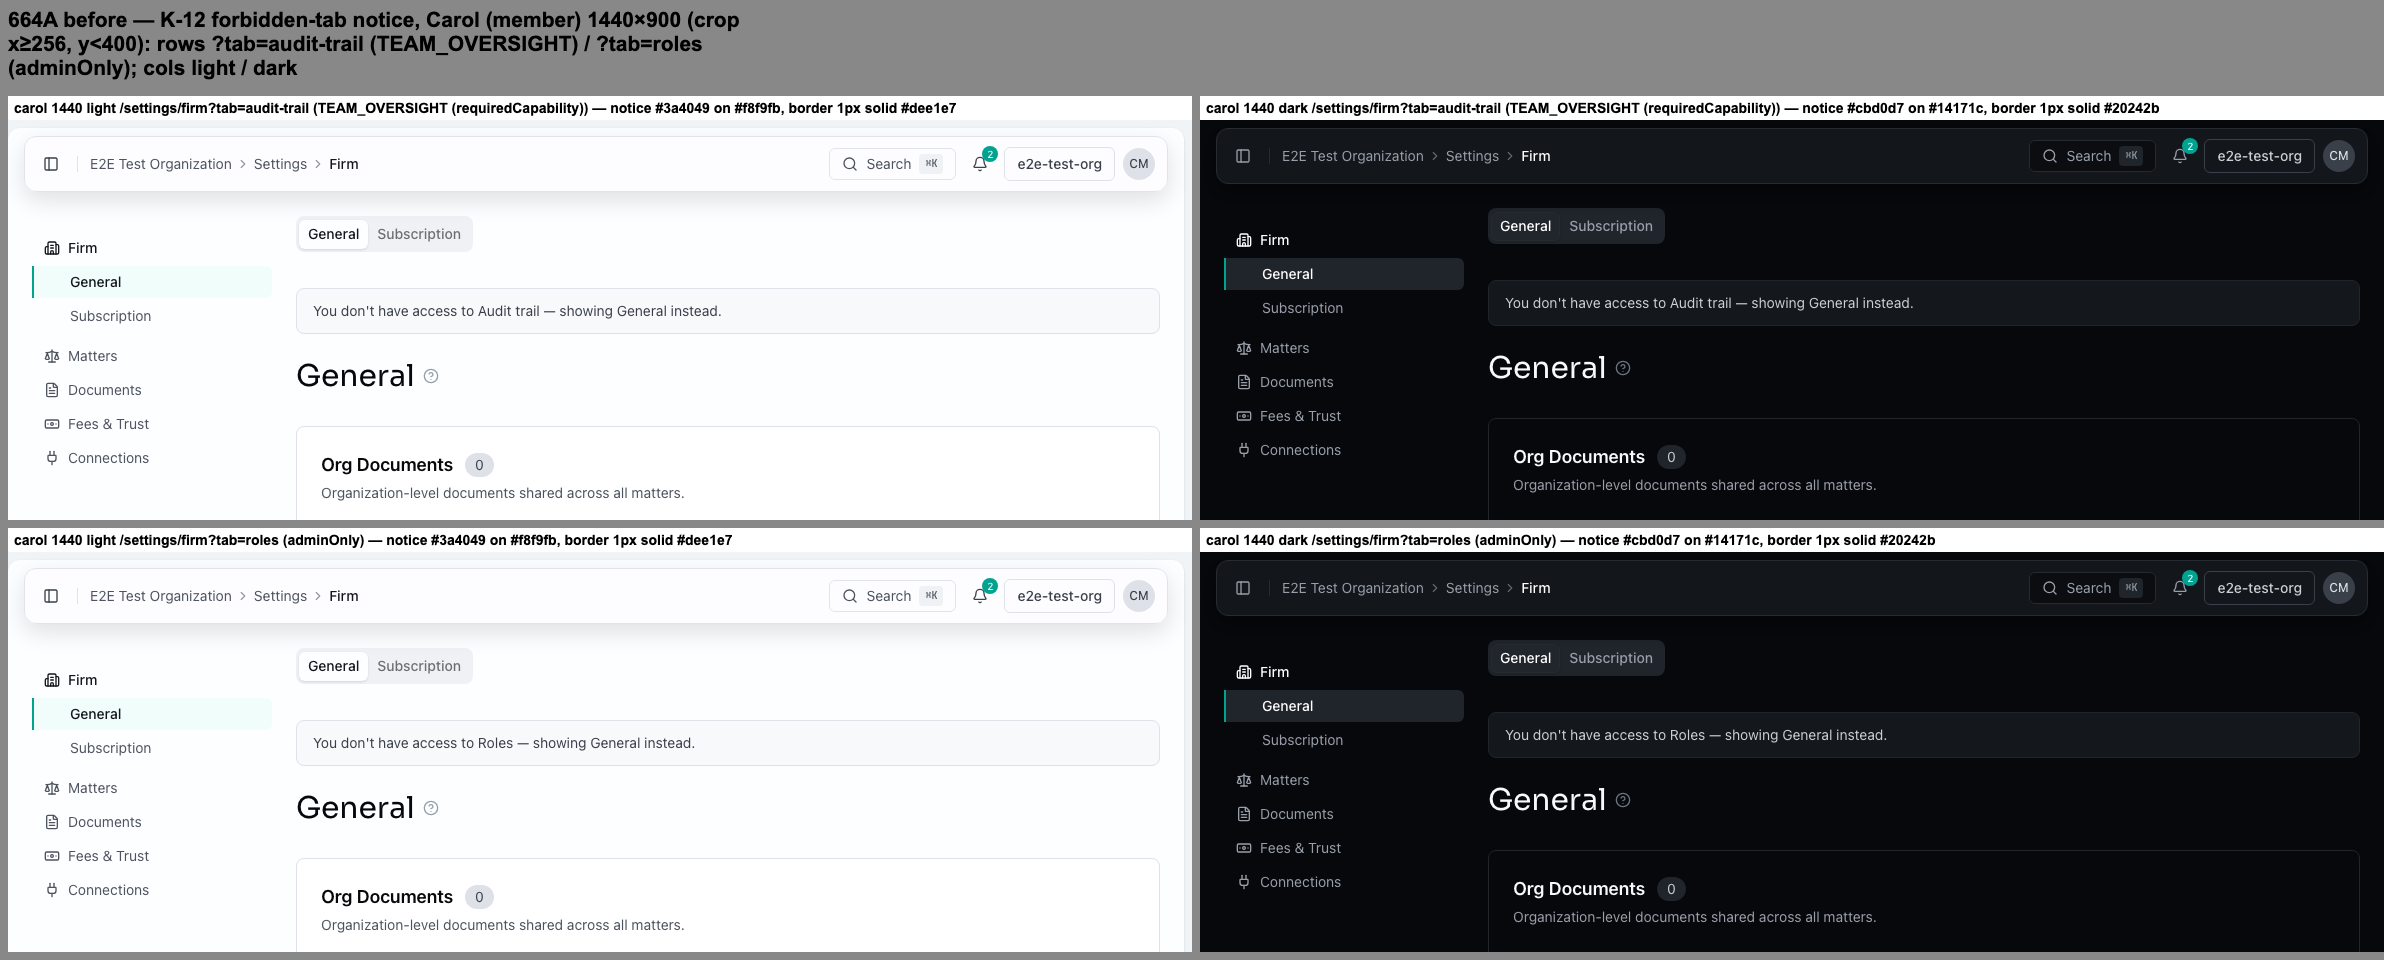 664A before — K-12 forbidden-tab notice, Carol (member) 1440×900 (crop
x≥256, y<400): rows ?tab=audit-trail (TEAM_OVERSIGHT) / ?tab=roles
(adminOnly); cols light / dark
carol 1440 light /settings/firm?tab=audit-trail (TEAM_OVERSIGHT (requiredCapability)) — notice #3a4049 on #f8f9fb, border 1px solid #dee1e7
E2E Test Organization > Settings > Firm
Search ⌘K
2
e2e-test-org
CM
Firm
General
Subscription
Matters
Documents
Fees & Trust
Connections
General Subscription
You don't have access to Audit trail — showing General instead.
General
Org Documents 0
Organization-level documents shared across all matters.
carol 1440 dark /settings/firm?tab=audit-trail (TEAM_OVERSIGHT (requiredCapability)) — notice #cbd0d7 on #14171c, border 1px solid #20242b
E2E Test Organization > Settings > Firm
Search ⌘K
2
e2e-test-org
CM
Firm
General
Subscription
Matters
Documents
Fees & Trust
Connections
General Subscription
You don't have access to Audit trail — showing General instead.
General
Org Documents 0
Organization-level documents shared across all matters.
carol 1440 light /settings/firm?tab=roles (adminOnly) — notice #3a4049 on #f8f9fb, border 1px solid #dee1e7
E2E Test Organization > Settings > Firm
Search ⌘K
2
e2e-test-org
CM
Firm
General
Subscription
Matters
Documents
Fees & Trust
Connections
General Subscription
You don't have access to Roles — showing General instead.
General
Org Documents 0
Organization-level documents shared across all matters.
carol 1440 dark /settings/firm?tab=roles (adminOnly) — notice #cbd0d7 on #14171c, border 1px solid #20242b
E2E Test Organization > Settings > Firm
Search ⌘K
2
e2e-test-org
CM
Firm
General
Subscription
Matters
Documents
Fees & Trust
Connections
General Subscription
You don't have access to Roles — showing General instead.
General
Org Documents 0
Organization-level documents shared across all matters.